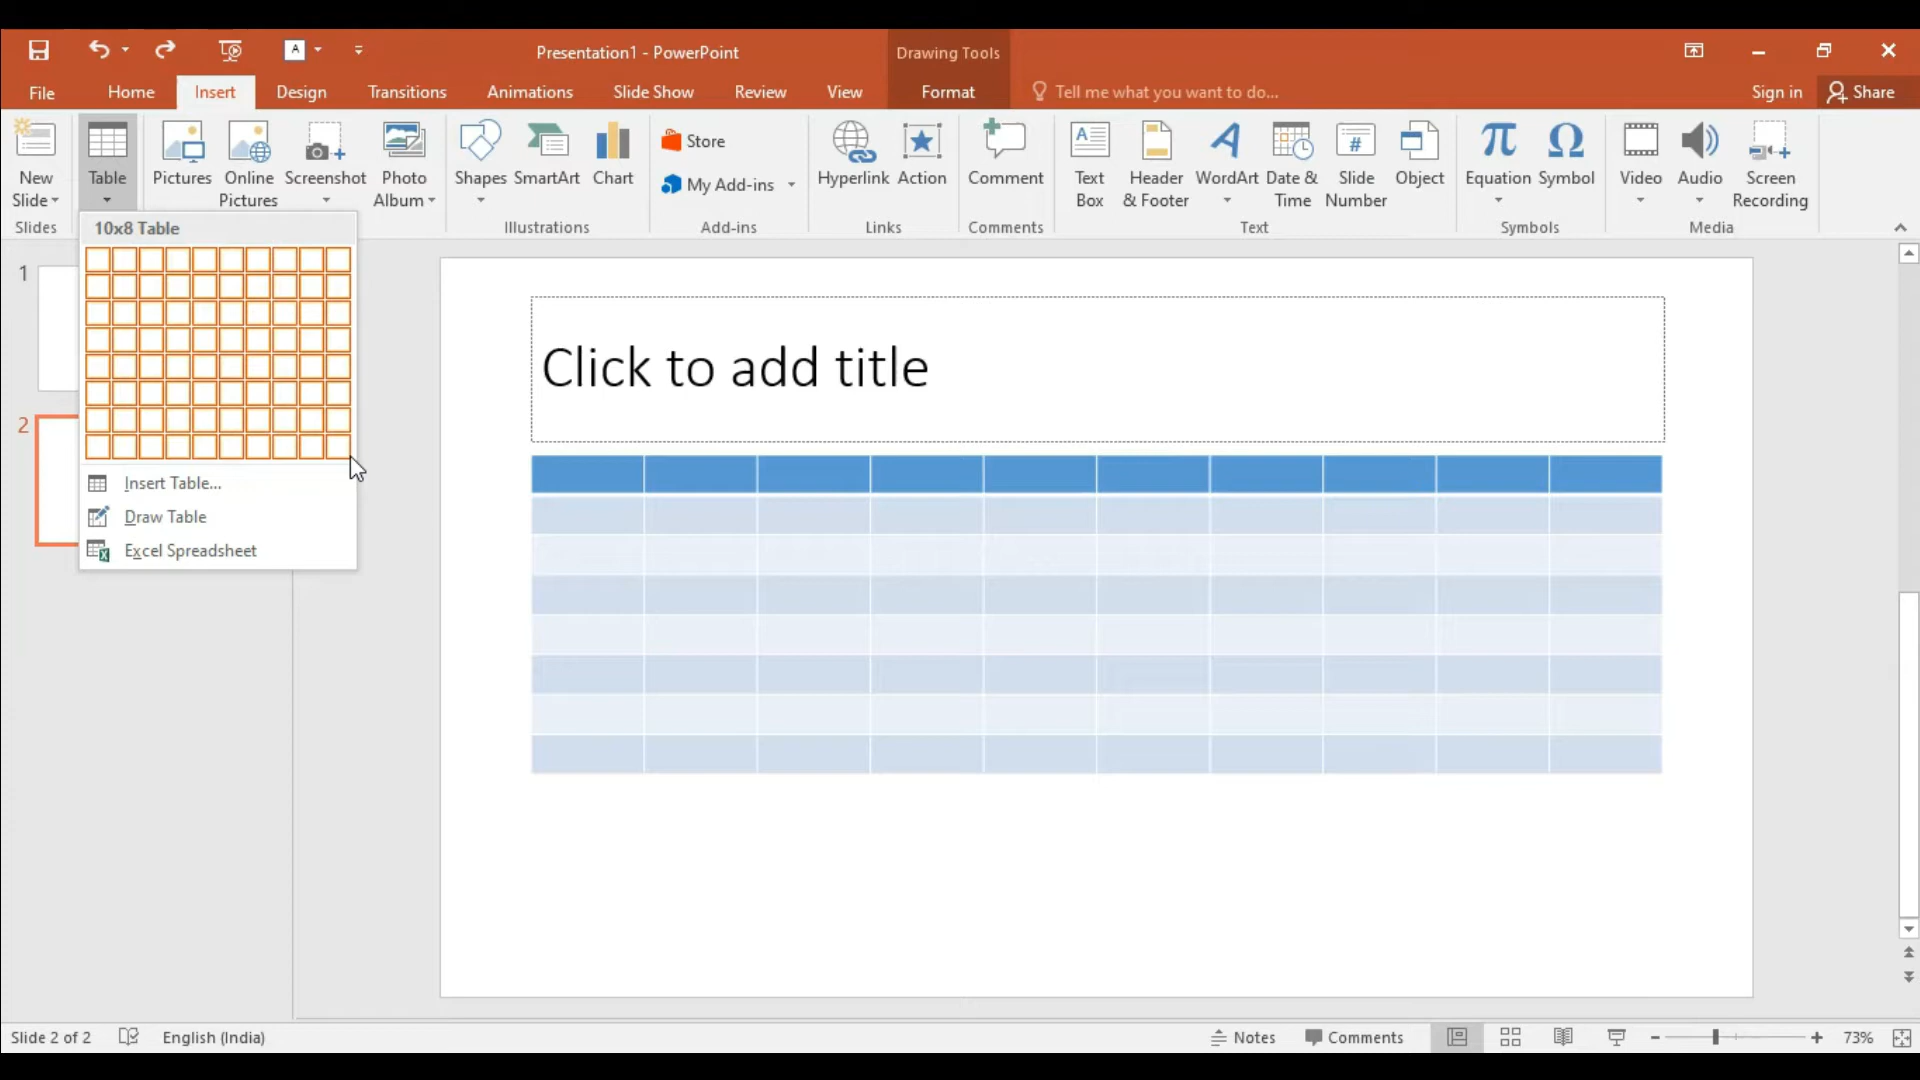 A
Presentation1 - PowerPoint
Drawing Tools
File Home Insert Design Transitions Animations Slide Show Review View Format Tell me what you want to do... Sign in Share
New Slide
Table
Pictures
Online Pictures
Screenshot
Photo Album
Shapes
SmartArt
Chart
Store
My Add-ins
Hyperlink
Action
Comment
Text Box
Header & Footer
WordArt
Date & Time
Slide Number
Object
Equation
Symbol
Video
Audio
Screen Recording
Slides
Illustrations
Add-ins
Links
Comments
Text
Symbols
Media
10x8 Table
Insert Table...
Draw Table
Excel Spreadsheet
1
2
Click to add title
Slide 2 of 2 English (India) Notes Comments 73%